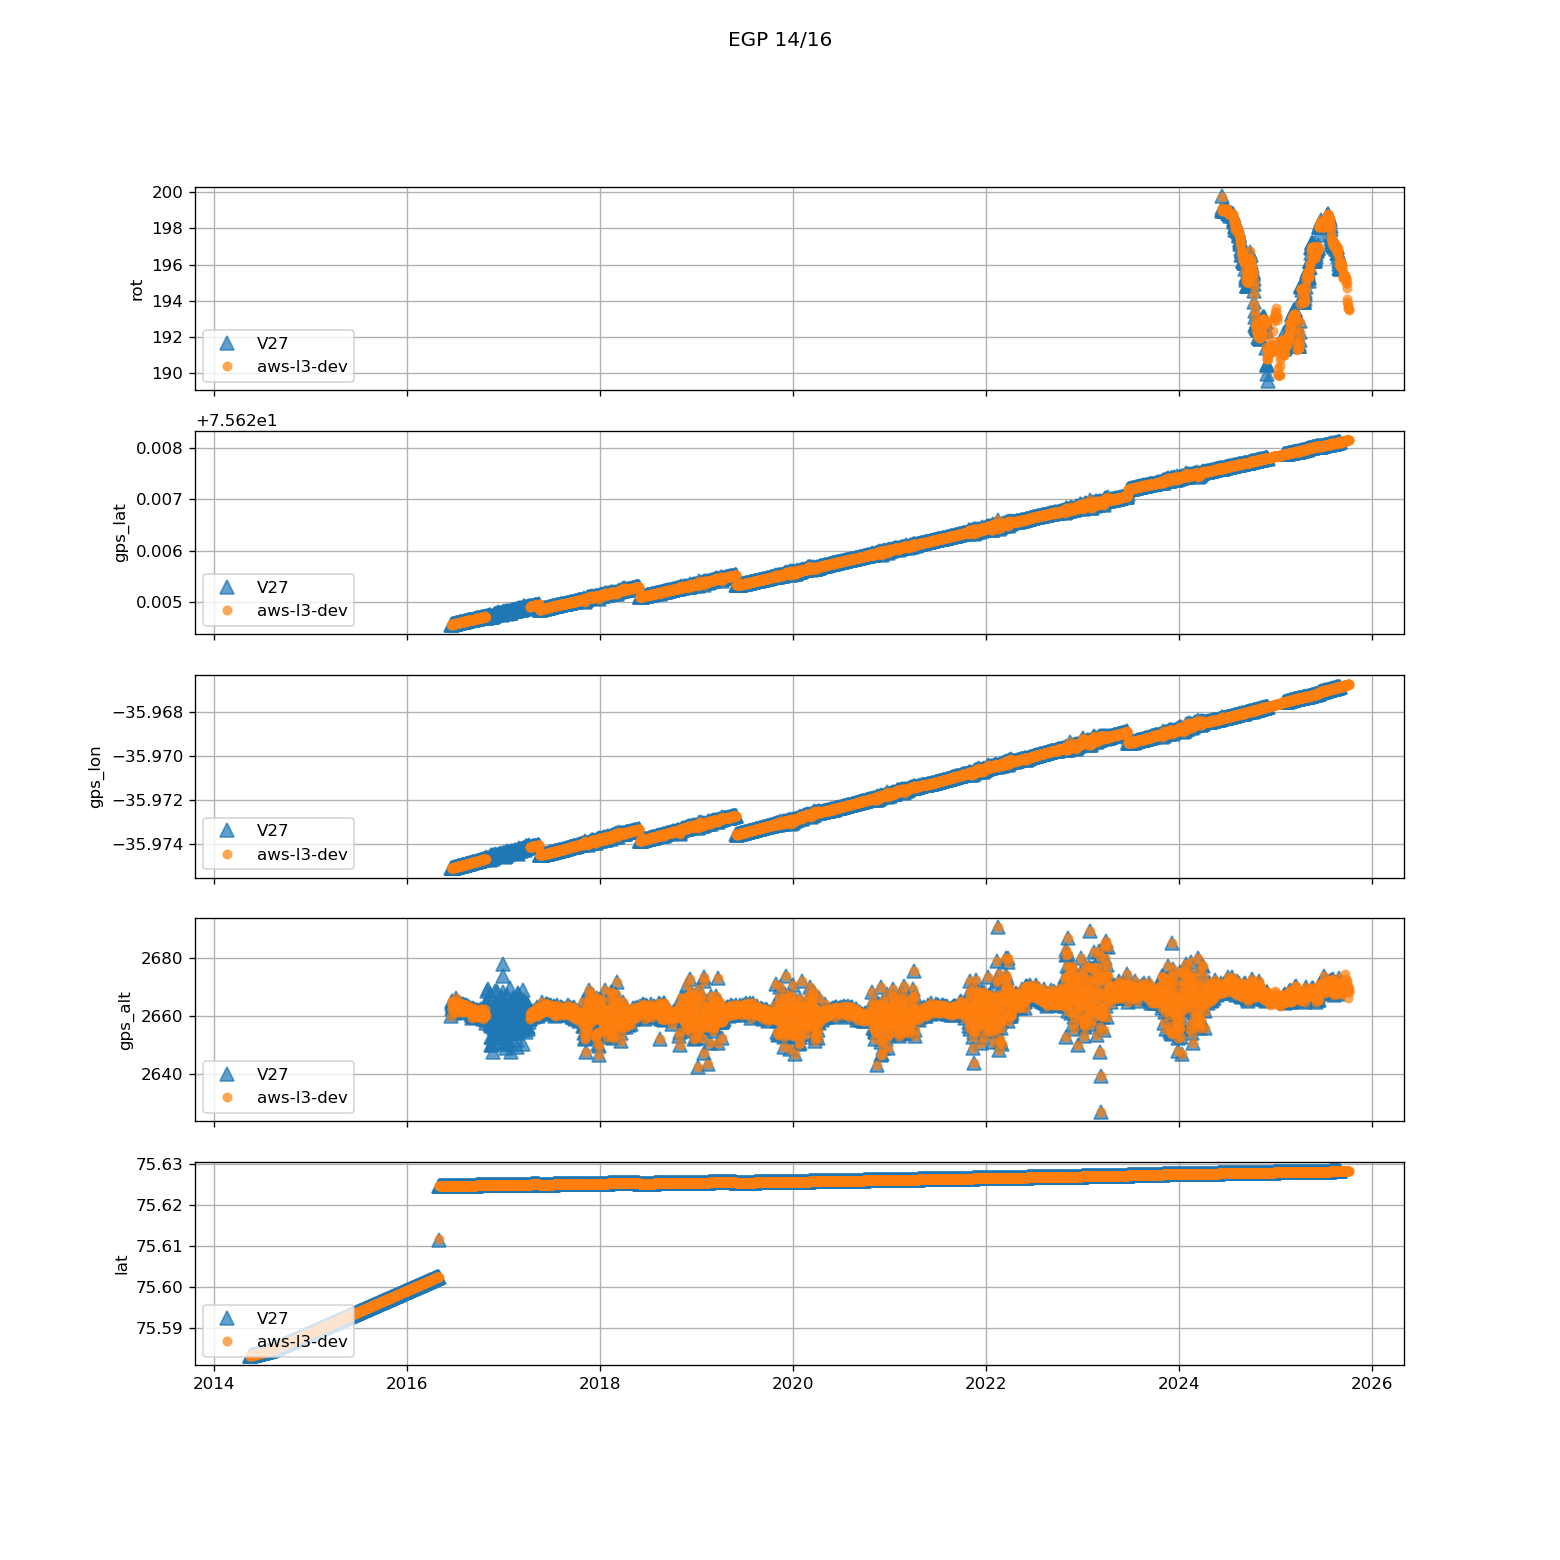 EGP 14/16
200
198
196
194
192
190
rot
V27
aws-l3-dev
+7.562e1
0.008
0.007
0.006
0.005
gps_lat
V27
aws-l3-dev
−35.968
−35.970
−35.972
−35.974
gps_lon
V27
aws-l3-dev
2680
2660
2640
gps_alt
V27
aws-l3-dev
75.63
75.62
75.61
75.60
75.59
lat
V27
aws-l3-dev
2014 2016 2018 2020 2022 2024 2026